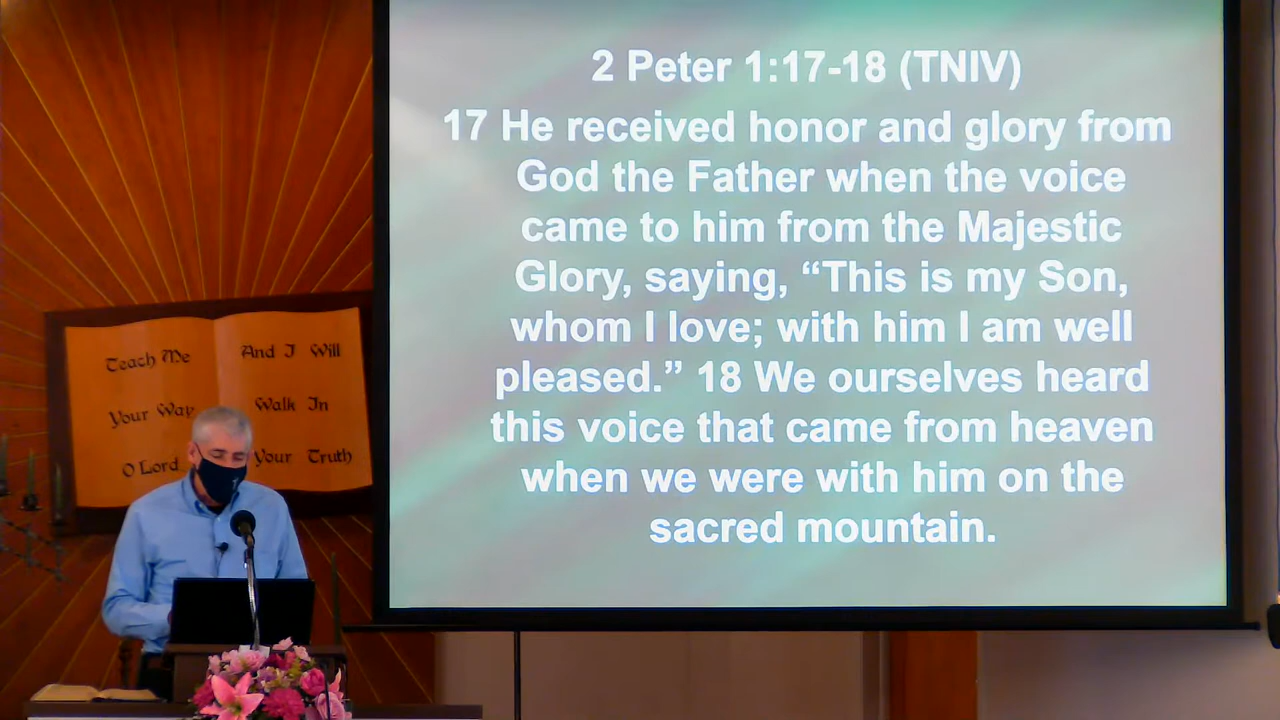 2 Peter 1:17-18 (TNIV)
17 He received honor and glory from
God the Father when the voice
came to him from the Majestic
Glory, saying, “This is my Son,
whom I love; with him I am well
pleased.” 18 We ourselves heard
this voice that came from heaven
when we were with him on the
sacred mountain.
Teach Me
Your Way
O Lord
And I Will
Walk In
Your Truth